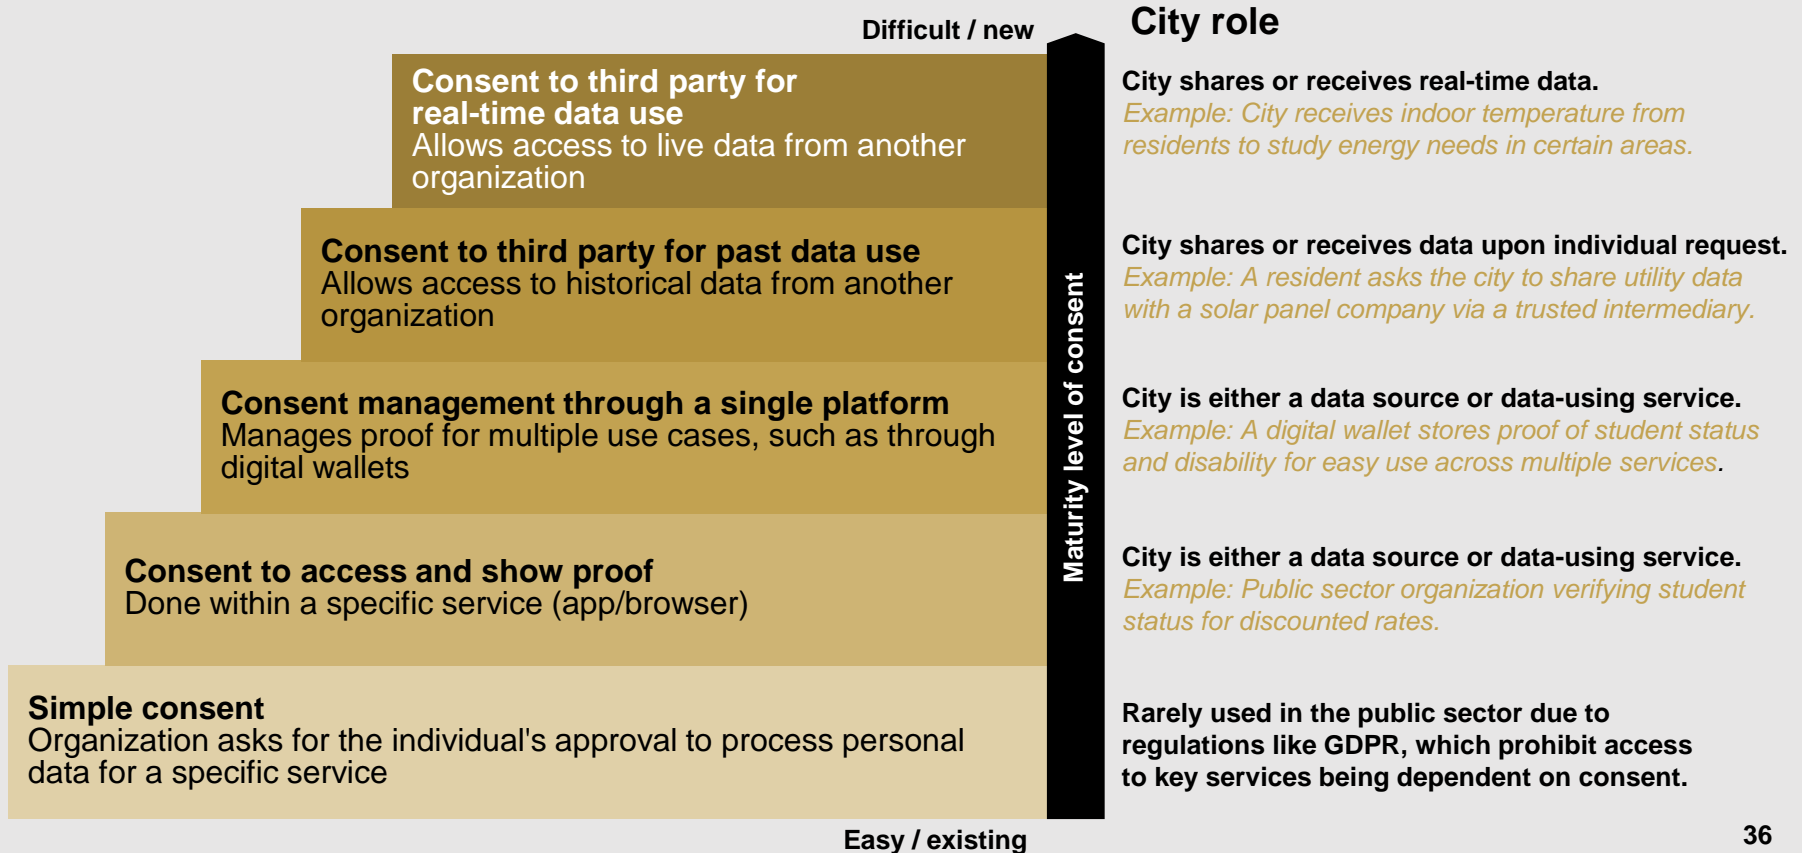 Difficult / new
City role
Consent to third party for
real-time data use
Allows access to live data from another
organization
City shares or receives real-time data.
Example: City receives indoor temperature from
residents to study energy needs in certain areas.
Consent to third party for past data use
Allows access to historical data from another
organization
City shares or receives data upon individual request.
Example: A resident asks the city to share utility data
with a solar panel company via a trusted intermediary.
Maturity level of consent
Consent management through a single platform
Manages proof for multiple use cases, such as through
digital wallets
City is either a data source or data-using service.
Example: A digital wallet stores proof of student status
and disability for easy use across multiple services.
Consent to access and show proof
Done within a specific service (app/browser)
City is either a data source or data-using service.
Example: Public sector organization verifying student
status for discounted rates.
Simple consent
Organization asks for the individual's approval to process personal
data for a specific service
Rarely used in the public sector due to
regulations like GDPR, which prohibit access
to key services being dependent on consent.
Easy / existing
36